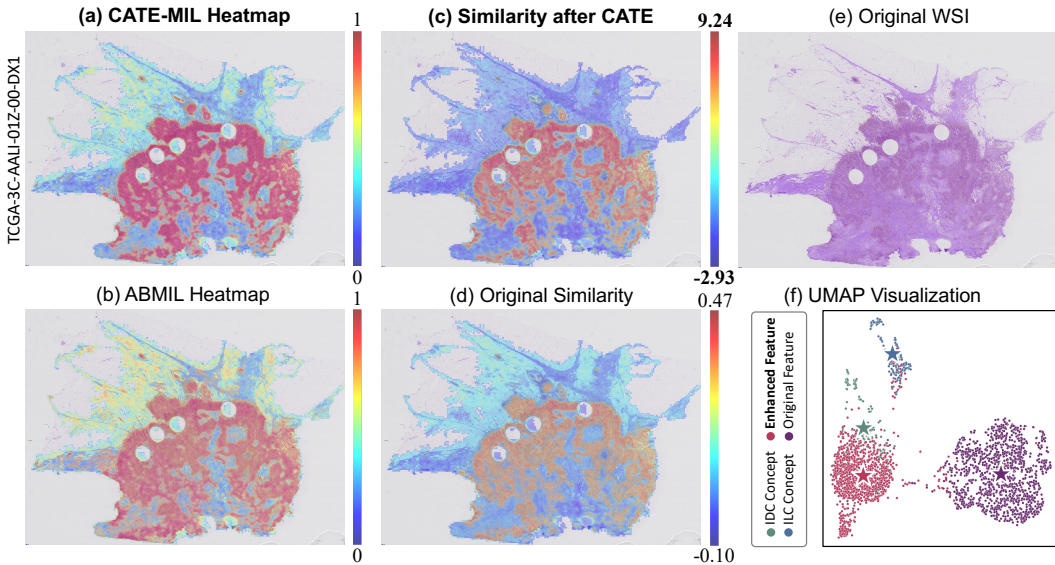 (a) CATE-MIL Heatmap
1
(c) Similarity after CATE
9.24
(e) Original WSI
TCGA-3C-AALI-01Z-00-DX1
0
-2.93
(b) ABMIL Heatmap
1
(d) Original Similarity
0.47
(f) UMAP Visualization
IDC Concept
ILC Concept
Enhanced Feature
Original Feature
0
-0.10